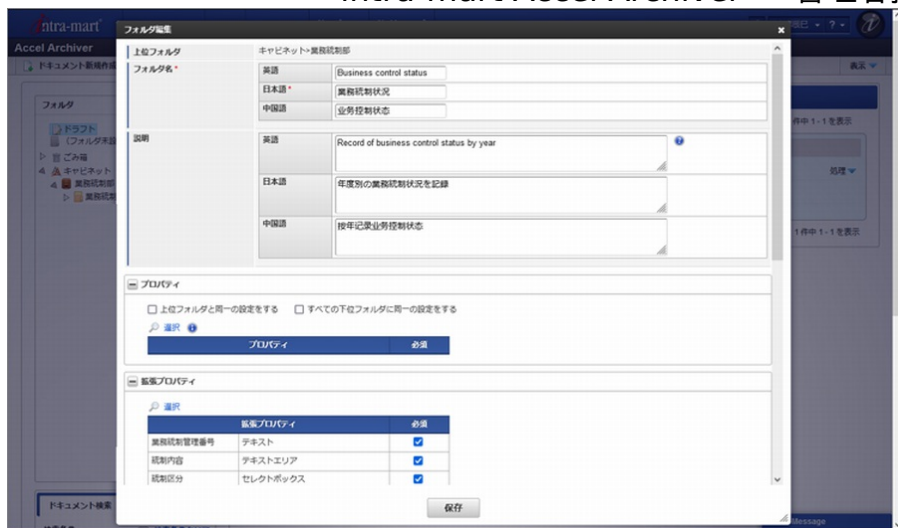 intra-mart Accel Archiver
intra-mart
Accel Archiver
フォルダ編集
ドキュメント新規作成
表示
フォルダ
ドラフト
ごみ箱
キャビネット
業務統制部
業務統制
件中 1 - 1 を表示
処理
1 件中 1 - 1 を表示
上位フォルダ キャビネット>業務統制部
フォルダ名* 英語 Business control status
日本語* 業務統制状況
中国語 业务控制状态
説明 英語 Record of business control status by year
日本語 年度別の業務統制状況を記録
中国語 按年记录业务控制状态
プロパティ
上位フォルダと同一の設定をする すべての下位フォルダに同一の設定をする
選択
プロパティ 必須
拡張プロパティ
選択
拡張プロパティ 必須
業務統制管理番号 テキスト
統制内容 テキストエリア
統制区分 セレクトボックス
保存
ドキュメント検索
Message